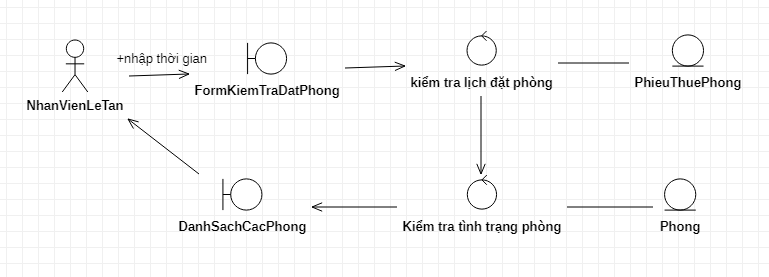 +nhập thời gian
NhanVienLeTan
FormKiemTraDatPhong
kiểm tra lịch đặt phòng
PhieuThuePhong
DanhSachCacPhong
Kiểm tra tình trạng phòng
Phong